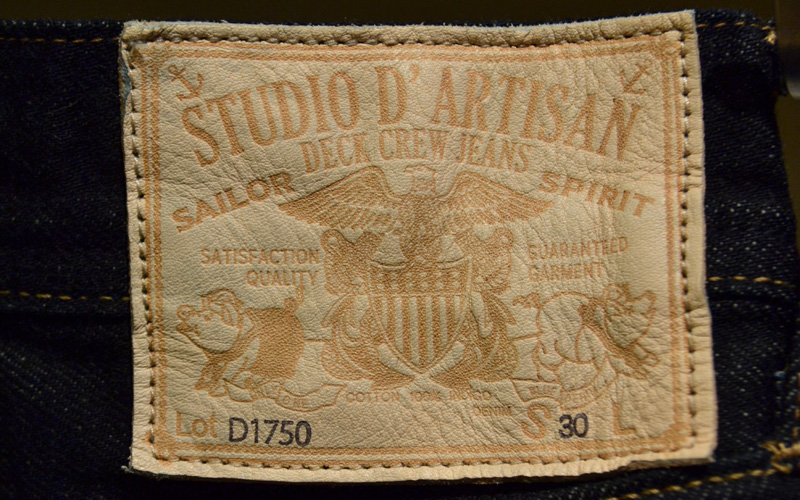 STUDIO D'ARTISAN
DECK CREW JEANS
SAILOR SPIRIT
SATISFACTION
QUALITY
GUARANTEED
GARMENT
COTTON 100% INDIGO
DENIM
Lot D1750
S 30 L